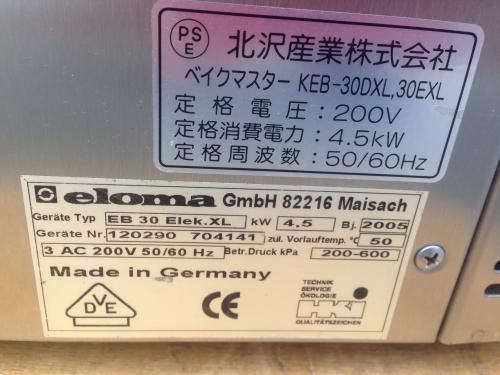 PS
E
北沢産業株式会社
ベイクマスター KEB-30DXL,30EXL
定格電圧:200V
定格消費電力:4.5kW
定格周波数:50/60Hz
eloma GmbH 82216 Maisach
Geräte Typ EB 30 Elek.XL kW 4,5 Bj. 2005
Geräte Nr. 120290 704141 zul. Vorlauftemp. °C 50
3 AC 200V 50/60 Hz Betr.Druck kPa 200-600
Made in Germany
DVE
CE
TECHNIK
SERVICE
ÖKOLOGIE
QUALITÄTSZEICHEN